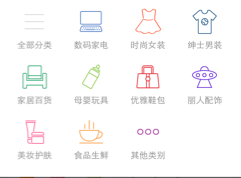 全部分类 数码家电 时尚女装 绅士男装
家居百货 母婴玩具 优雅鞋包 丽人配饰
美妆护肤 食品生鲜 其他类别